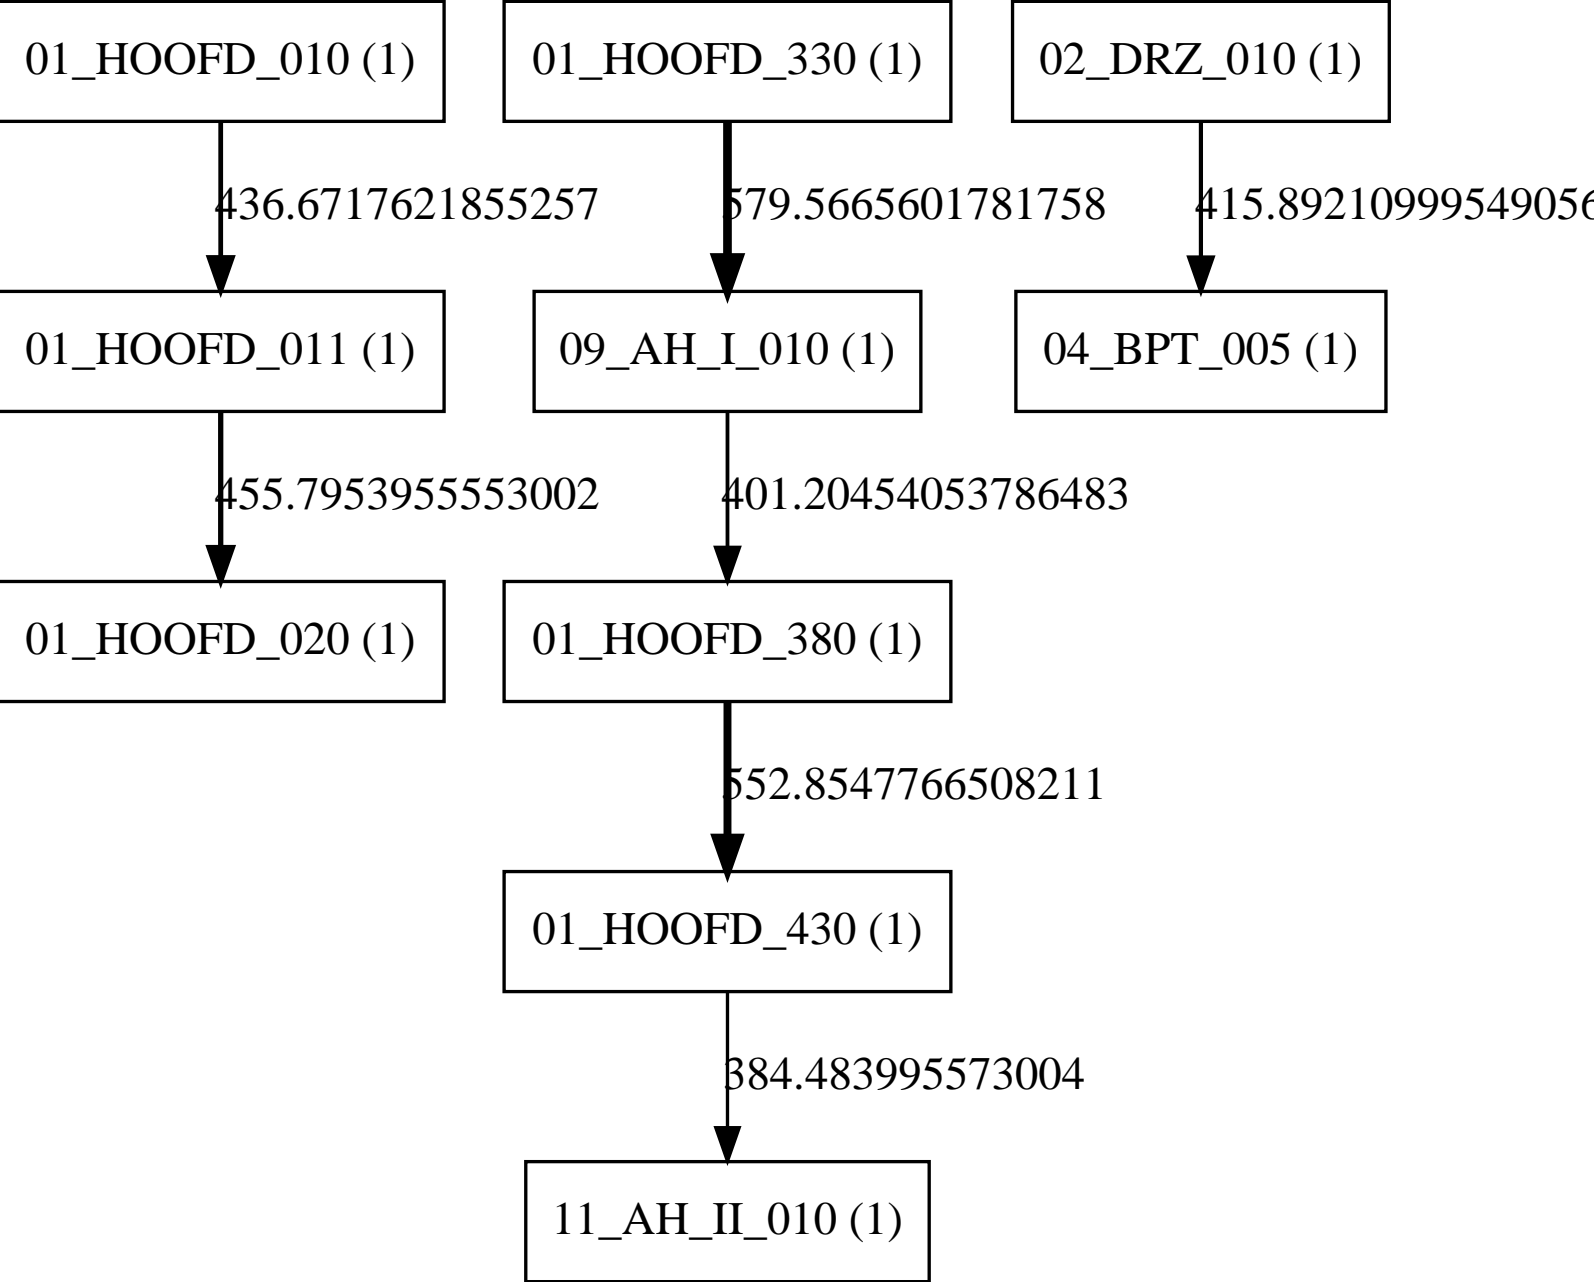 01_HOOFD_010 (1)
01_HOOFD_330 (1)
02_DRZ_010 (1)
436.6717621855257
579.5665601781758
415.89210999549056
01_HOOFD_011 (1)
09_AH_I_010 (1)
04_BPT_005 (1)
455.7953955553002
401.20454053786483
01_HOOFD_020 (1)
01_HOOFD_380 (1)
552.8547766508211
01_HOOFD_430 (1)
384.483995573004
11_AH_II_010 (1)